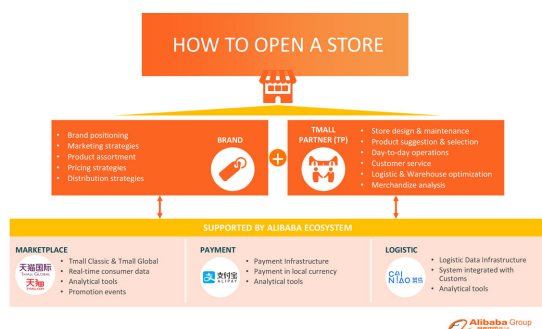 HOW TO OPEN A STORE
Brand positioning
Marketing strategies
Product assortment
Pricing strategies
Distribution strategies
BRAND
TMALL
PARTNER (TP)
Store design & maintenance
Product suggestion & selection
Day-to-day operations
Customer service
Logistic & Warehouse optimization
Merchandize analysis
SUPPORTED BY ALIBABA ECOSYSTEM
MARKETPLACE
天猫国际
TMALL GLOBAL
天猫
Tmall Classic & Tmall Global
Real-time consumer data
Analytical tools
Promotion events
PAYMENT
支 支付宝
ALIPAY
Payment Infrastructure
Payment in local currency
Analytical tools
LOGISTIC
CAI
NIAO 菜鸟
Logistic Data Infrastructure
System integrated with
Customs
Analytical tools
Alibaba Group